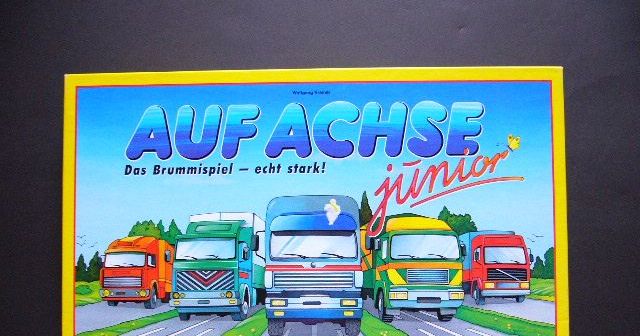 Wolfgang Kramer
AUF ACHSE
junior
Das Brummispiel – echt stark!